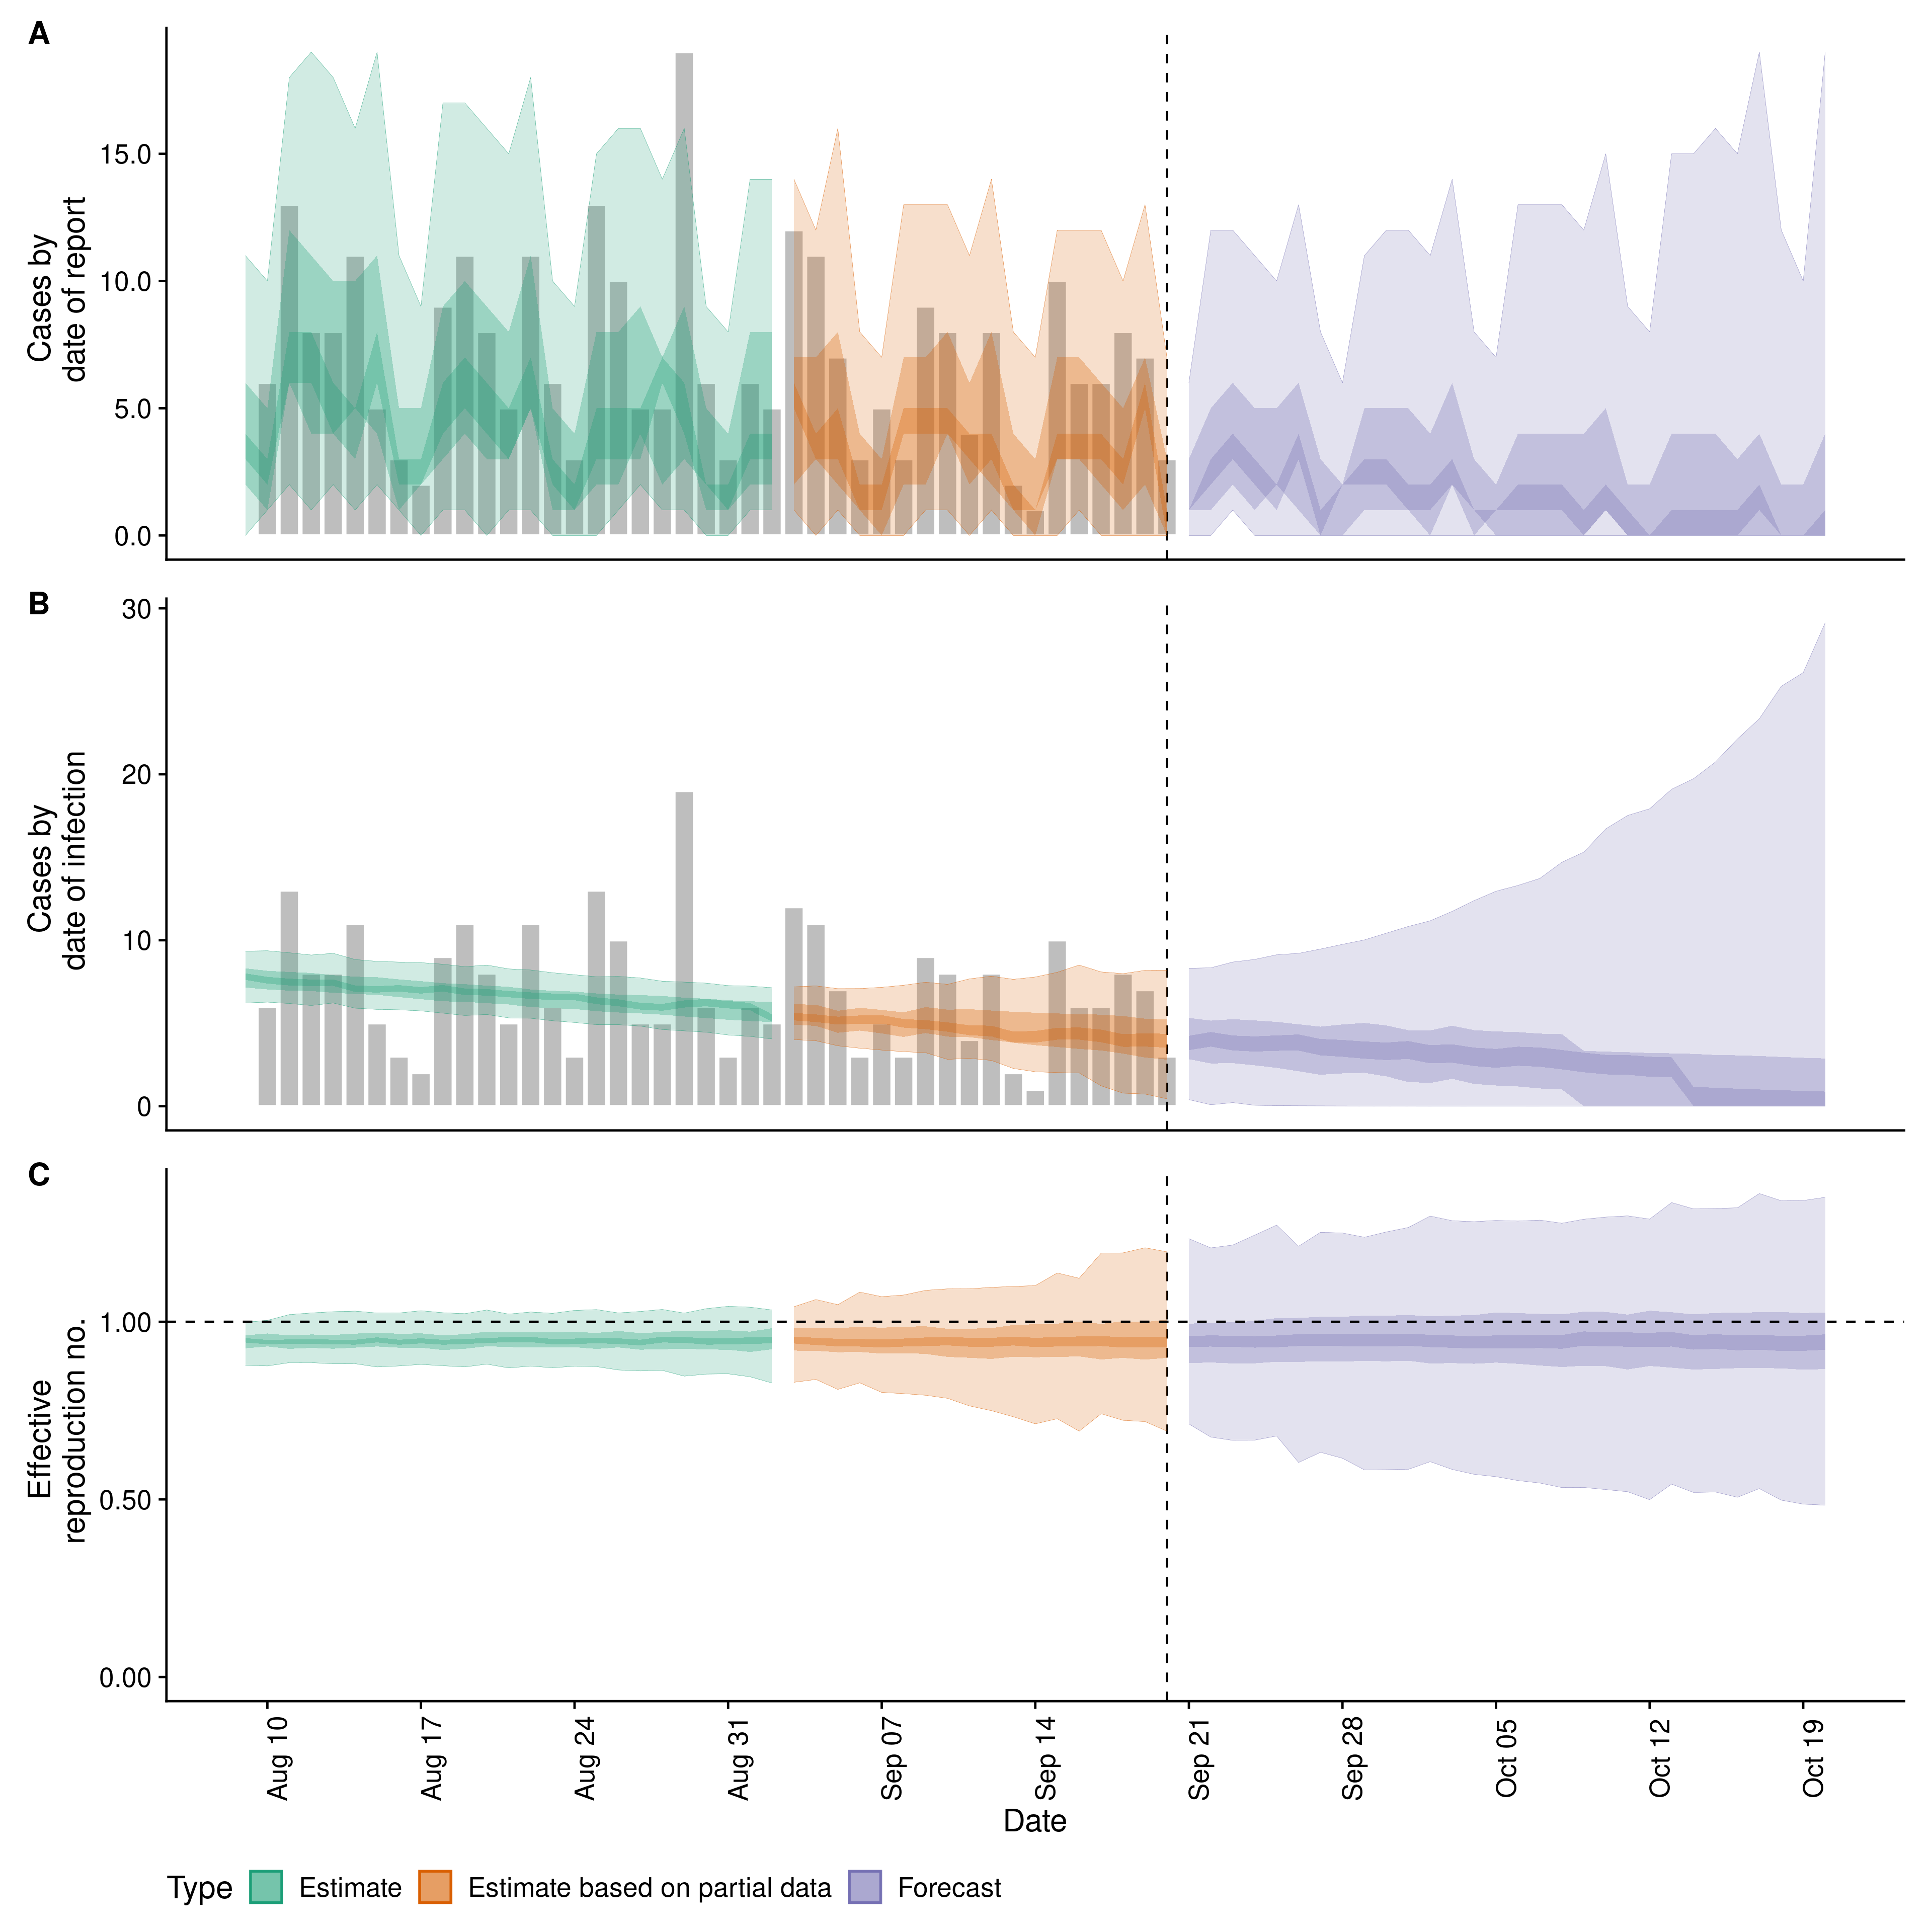 A
Cases by
date of report
15.0
10.0
5.0
0.0
B
Cases by
date of infection
30
20
10
0
C
Effective
reproduction no.
1.00
0.50
0.00
Aug 10
Aug 17
Aug 24
Aug 31
Sep 07
Sep 14
Sep 21
Sep 28
Oct 05
Oct 12
Oct 19
Date
Type Estimate Estimate based on partial data Forecast